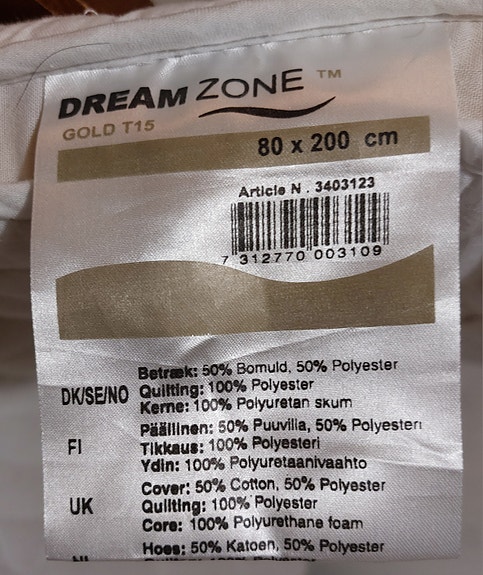 DREAM ZONE ™
GOLD T15
80 x 200 cm
Article N . 3403123
7 312770 003109
DK/SE/NO
Betræk: 50% Bomuld, 50% Polyester
Quilting: 100% Polyester
Kerne: 100% Polyuretan skum
FI
Päällinen: 50% Puuvilla, 50% Polyesteri
Tikkaus: 100% Polyesteri
Ydin: 100% Polyuretaanivaahto
UK
Cover: 50% Cotton, 50% Polyester
Quilting: 100% Polyester
Core: 100% Polyurethane foam
Hoes: 50% Katoen, 50% Polyester